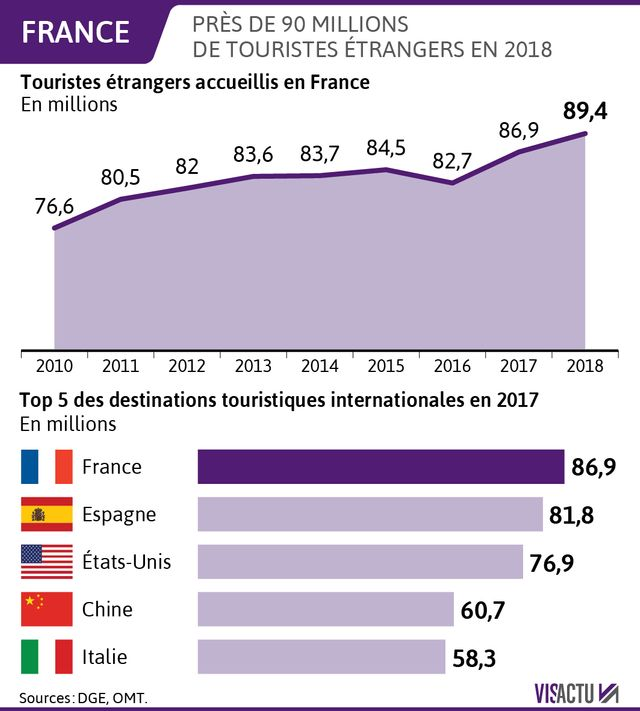 FRANCE
PRÈS DE 90 MILLIONS
DE TOURISTES ÉTRANGERS EN 2018
Touristes étrangers accueillis en France
En millions
76,6 80,5 82 83,6 83,7 84,5 82,7 86,9 89,4
2010 2011 2012 2013 2014 2015 2016 2017 2018
Top 5 des destinations touristiques internationales en 2017
En millions
France 86,9
Espagne 81,8
États-Unis 76,9
Chine 60,7
Italie 58,3
Sources: DGE, OMT.
VISACTU